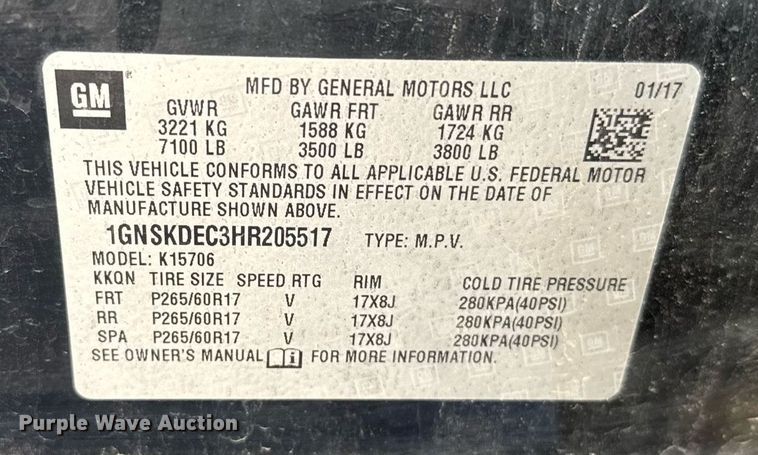 GM
MFD BY GENERAL MOTORS LLC 01/17
GVWR GAWR FRT GAWR RR
3221 KG 1588 KG 1724 KG
7100 LB 3500 LB 3800 LB
THIS VEHICLE CONFORMS TO ALL APPLICABLE U.S. FEDERAL MOTOR
VEHICLE SAFETY STANDARDS IN EFFECT ON THE DATE OF
MANUFACTURE SHOWN ABOVE.
1GNSKDEC3HR205517 TYPE: M.P.V.
MODEL: K15706
KKQN TIRE SIZE SPEED RTG RIM COLD TIRE PRESSURE
FRT P265/60R17 V 17X8J 280KPA(40PSI)
RR P265/60R17 V 17X8J 280KPA(40PSI)
SPA P265/60R17 V 17X8J 280KPA(40PSI)
SEE OWNER'S MANUAL i FOR MORE INFORMATION.
Purple Wave Auction